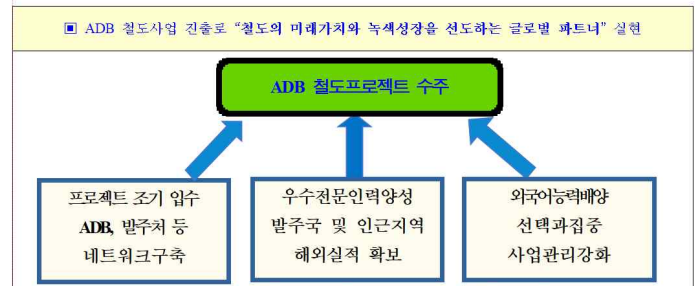 ▣ ADB 철도사업 진출로 “철도의 미래가치와 녹색성장을 선도하는 글로벌 파트너” 실현
ADB 철도프로젝트 수주
프로젝트 조기 입수
ADB, 발주처 등
네트워크구축
우수전문인력양성
발주국 및 인근지역
해외실적 확보
외국어능력배양
선택과집중
사업관리강화